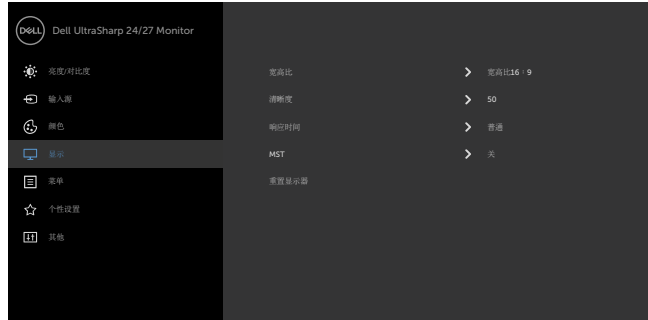 DELL Dell UltraSharp 24/27 Monitor
亮度/对比度
宽高比 宽高比16:9
输入源
清晰度 50
颜色
响应时间 普通
显示
MST 关
菜单
重置显示器
个性设置
其他